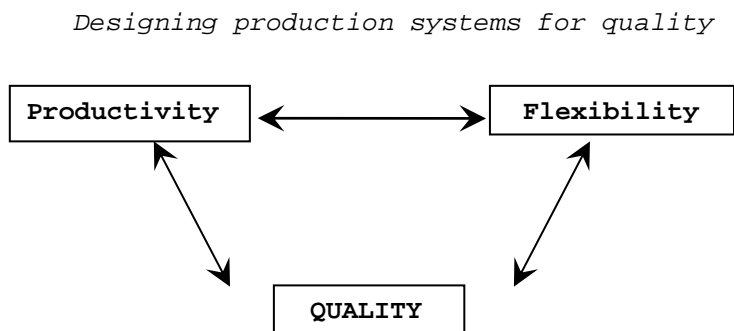 Designing production systems for quality
Productivity
Flexibility
QUALITY